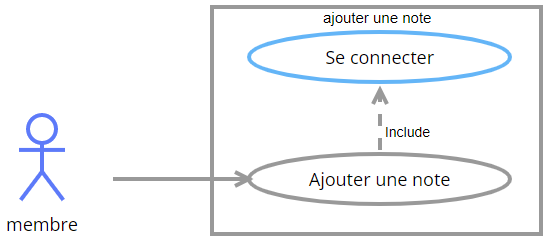 ajouter une note
Se connecter
Include
Ajouter une note
membre